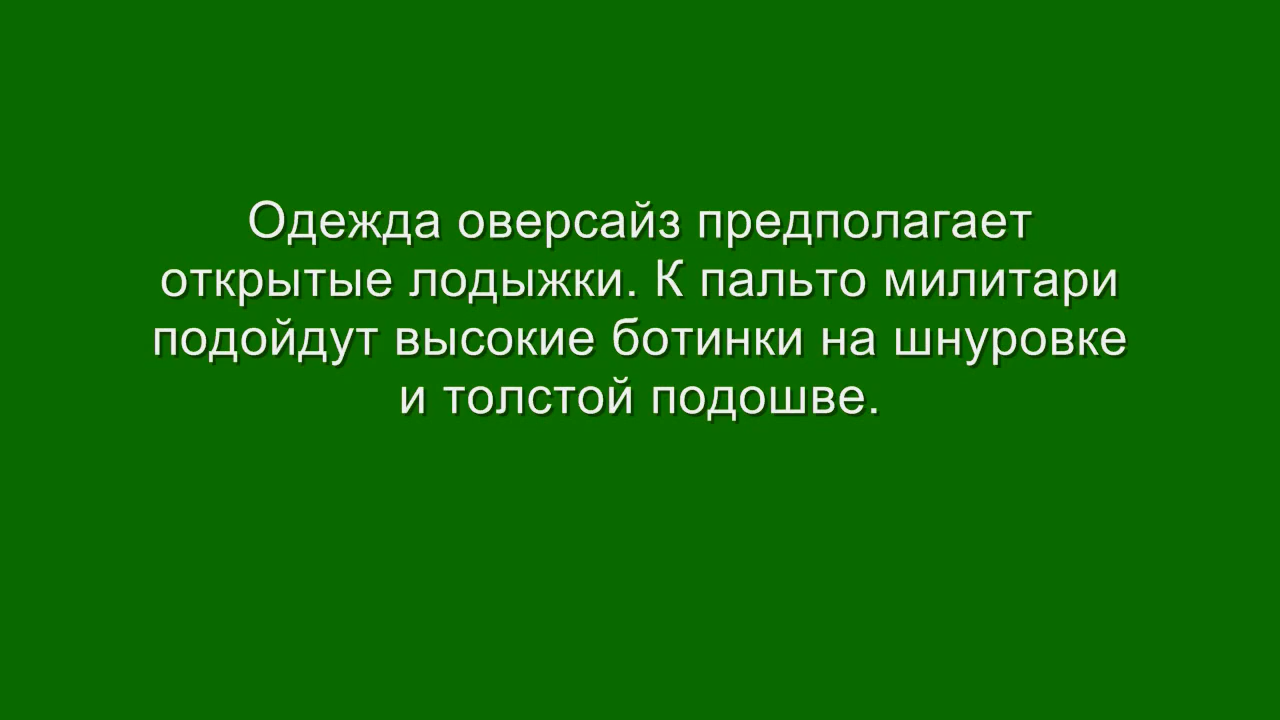 Одежда оверсайз предполагает
открытые лодыжки. К пальто милитари
подойдут высокие ботинки на шнуровке
и толстой подошве.